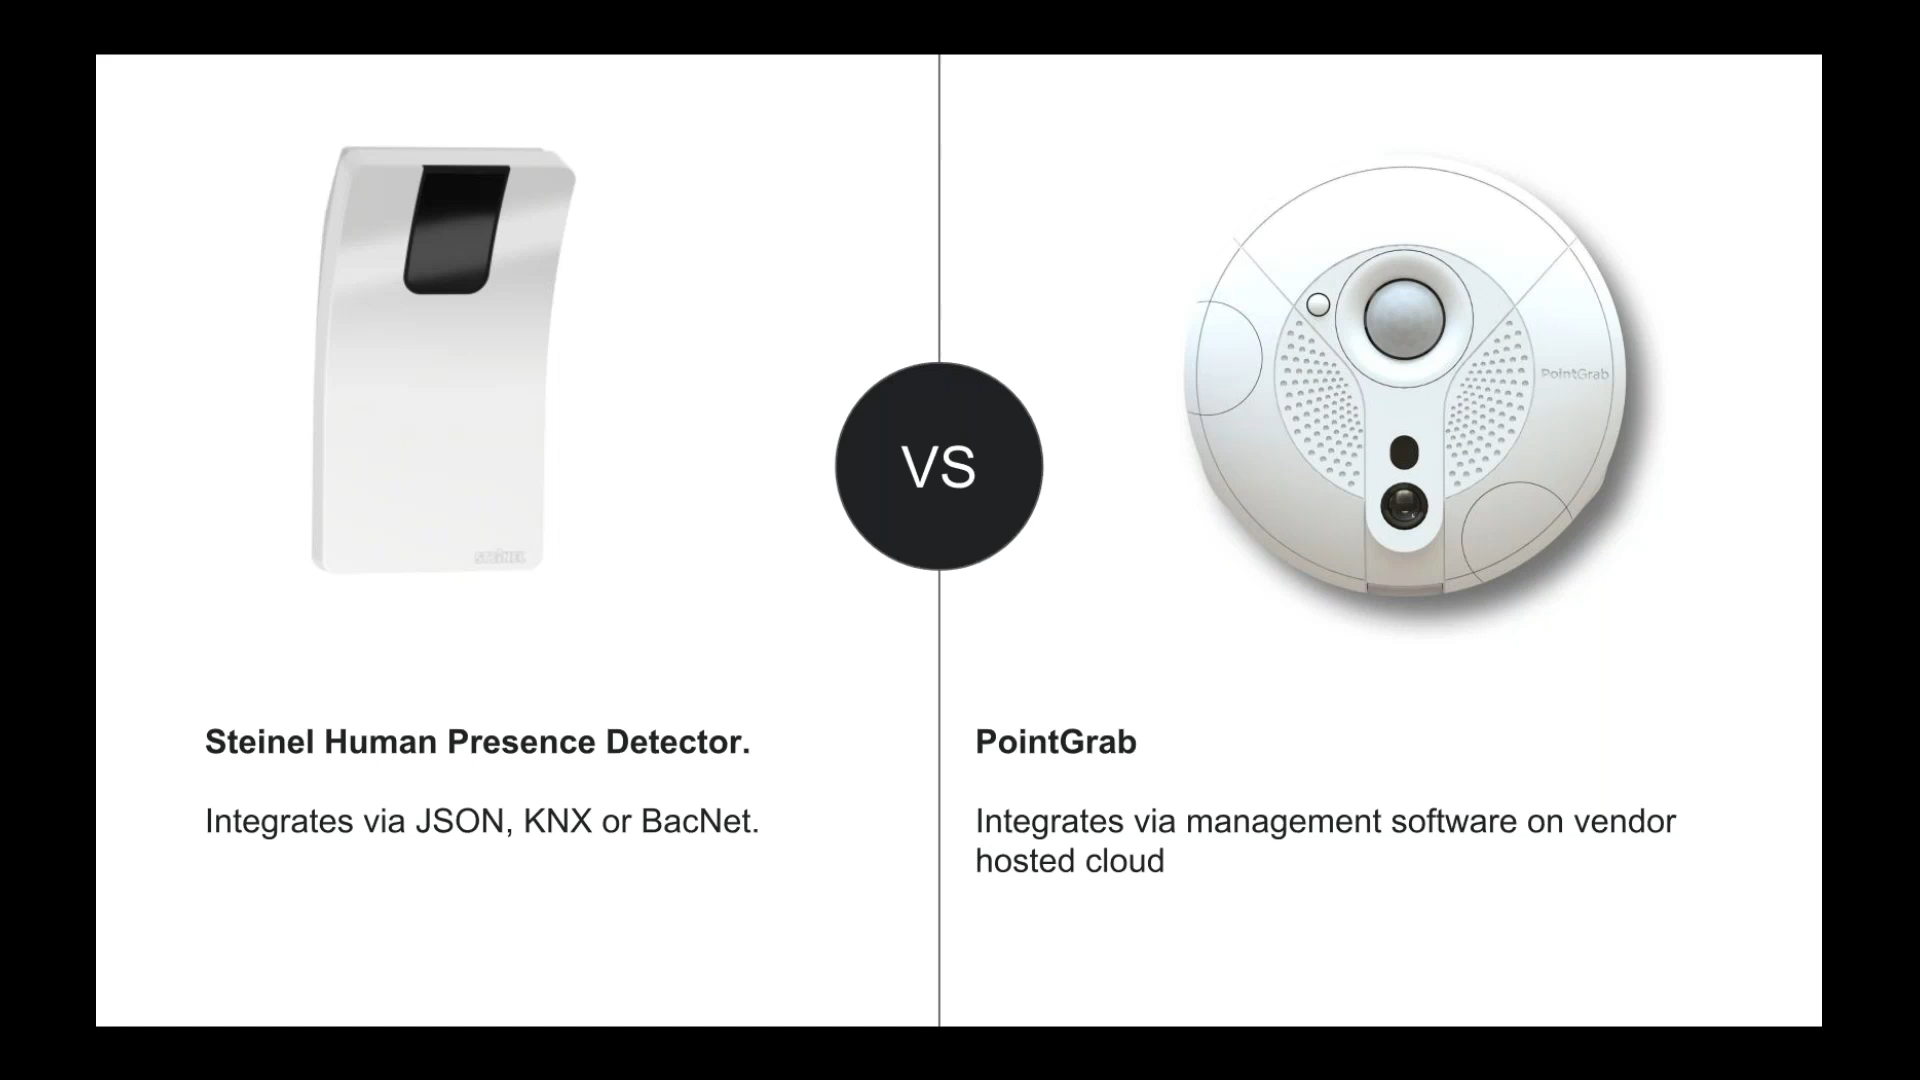 STEINEL
VS
PointGrab
Steinel Human Presence Detector.
Integrates via JSON, KNX or BacNet.
PointGrab
Integrates via management software on vendor
hosted cloud